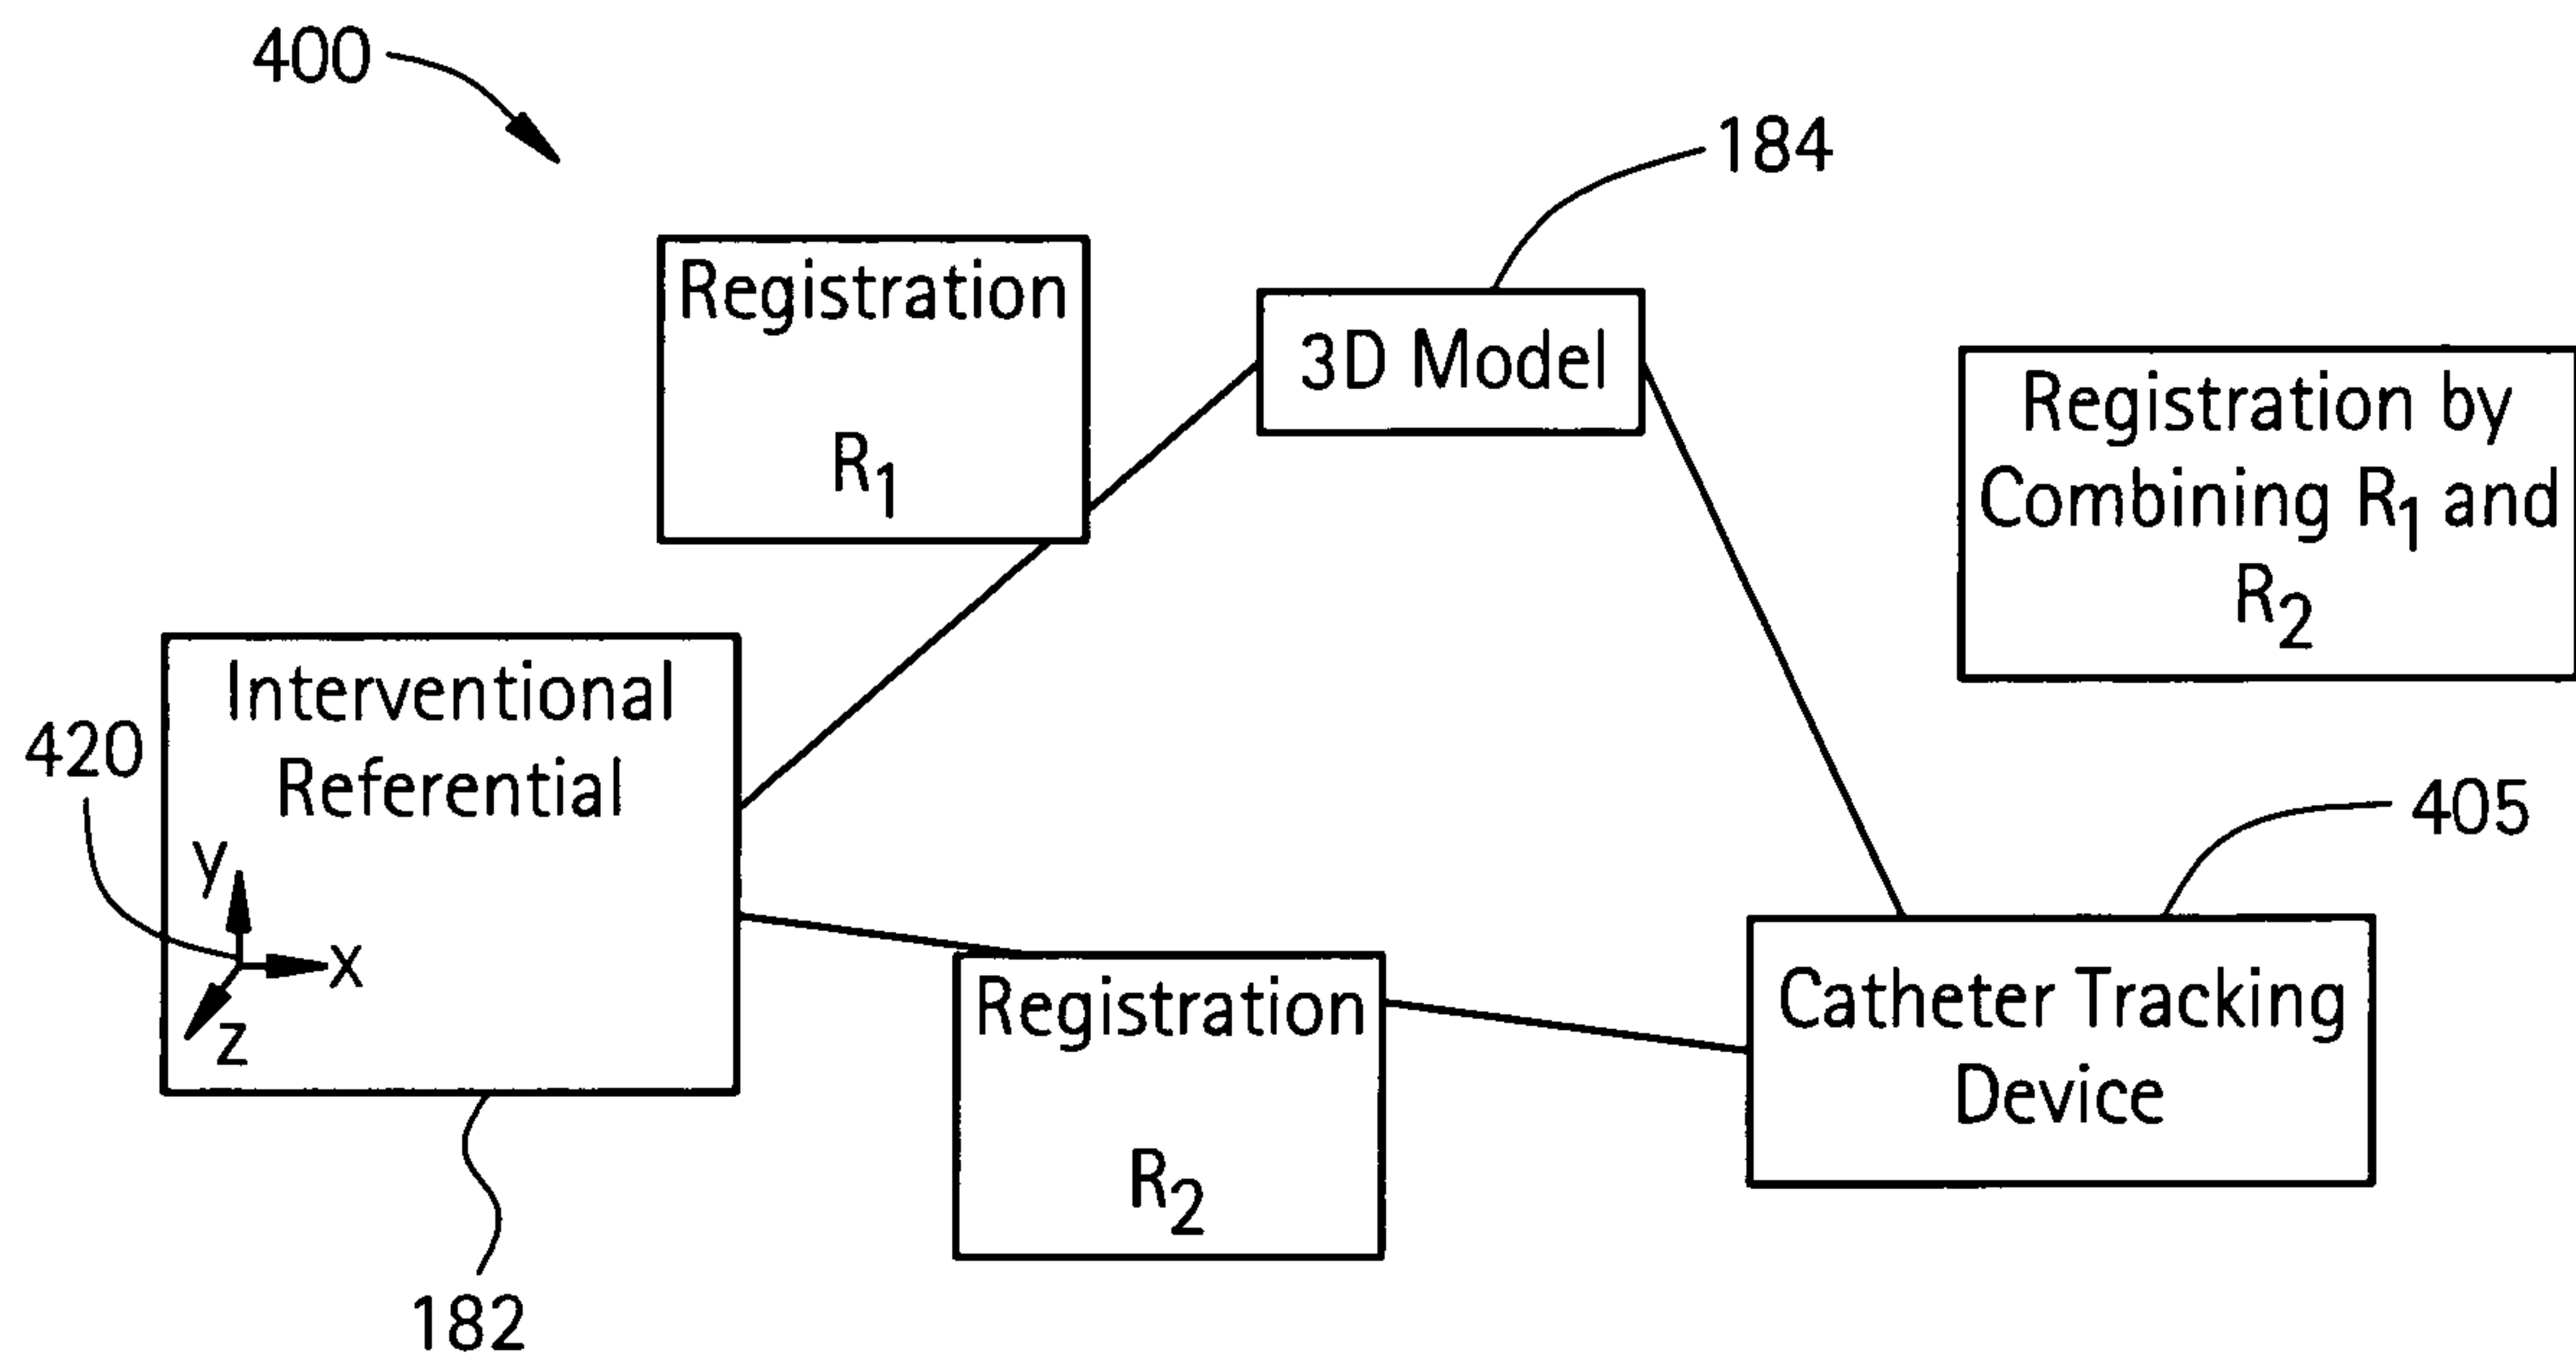 400
184
Registration
R1
3D Model
Registration by
Combining R1 and
R2
Interventional
Referential
420
y
x
z
405
Registration
R2
Catheter Tracking
Device
182